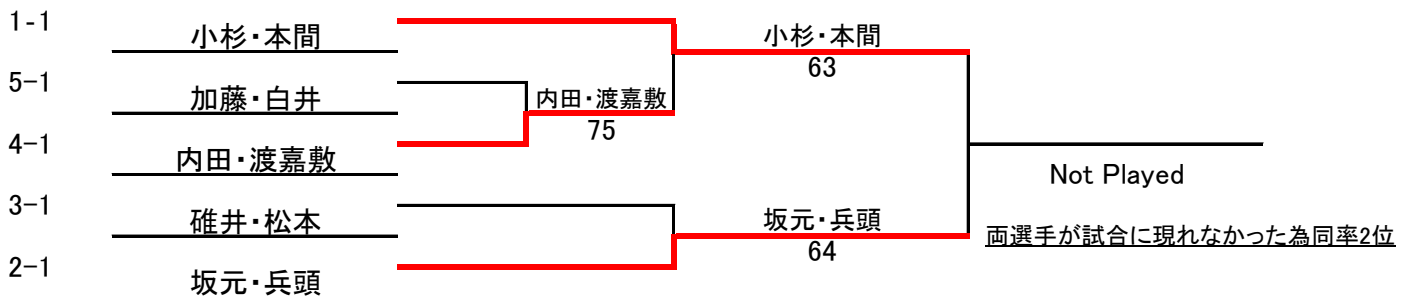 1-1
小杉・本間
小杉・本間
63
5-1
加藤・白井
内田・渡嘉敷
75
4-1
内田・渡嘉敷
Not Played
3-1
碓井・松本
坂元・兵頭
64
両選手が試合に現れなかった為同率2位
2-1
坂元・兵頭